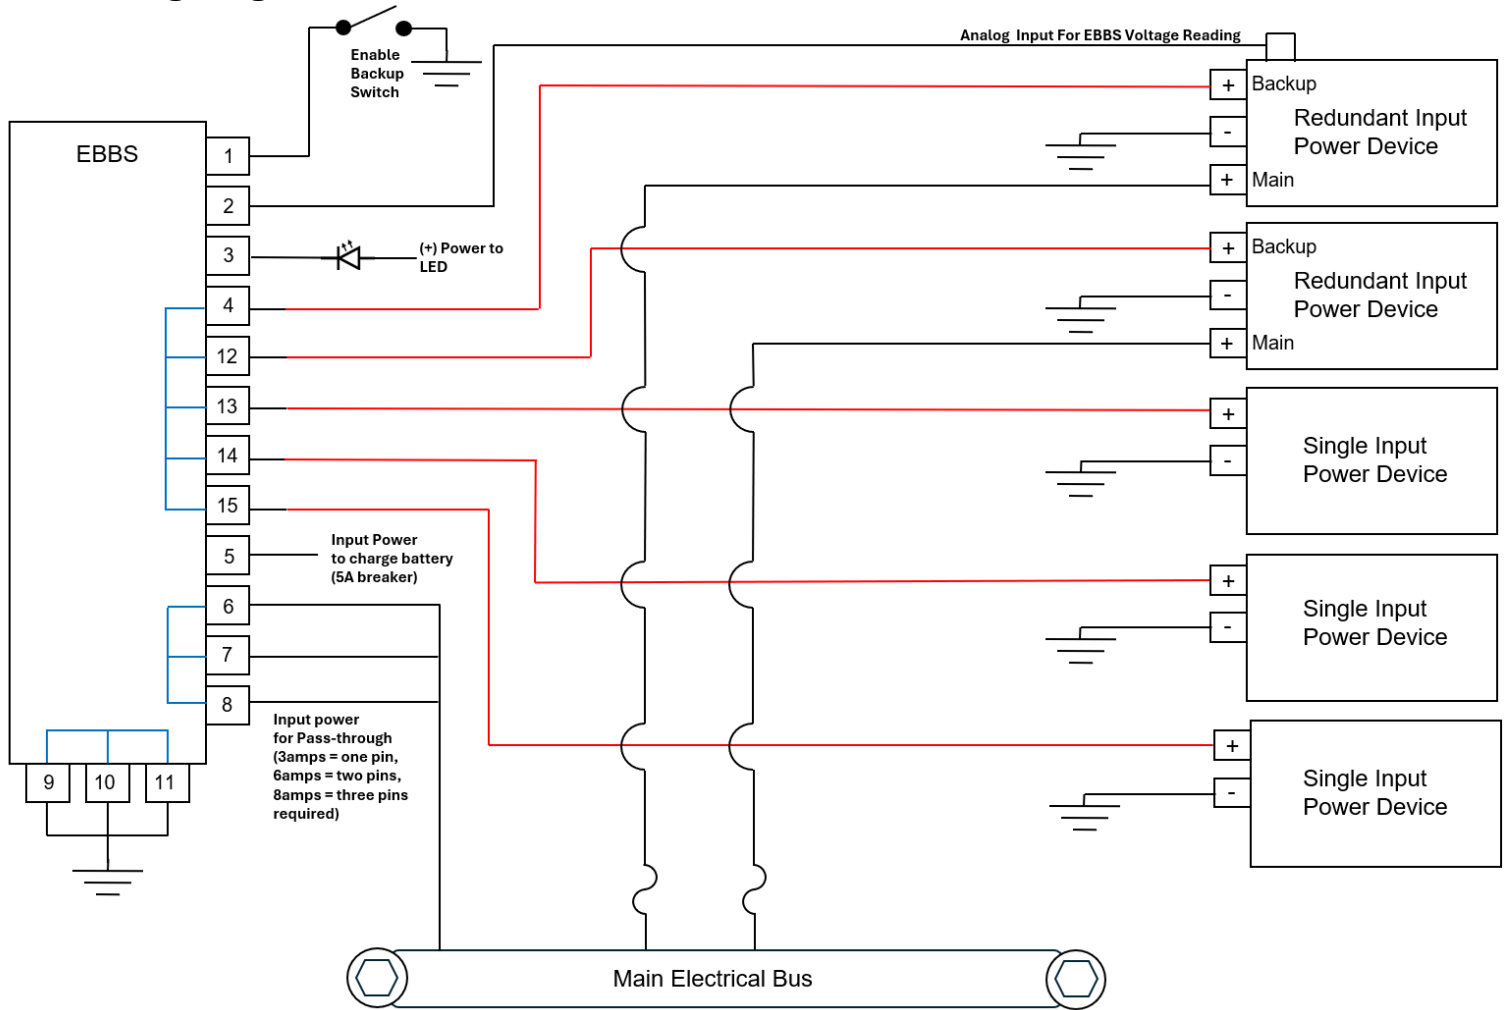 Enable
Backup
Switch
Analog Input For EBBS Voltage Reading
EBBS
1
2
3
(+) Power to
LED
4
12
13
14
15
5
Input Power
to charge battery
(5A breaker)
6
7
8
Input power
for Pass-through
(3amps = one pin,
6amps = two pins,
8amps = three pins
required)
9 10 11
+ Backup
Redundant Input
Power Device
-
+ Main
+ Backup
Redundant Input
Power Device
-
+ Main
+
Single Input
Power Device
-
+
Single Input
Power Device
-
+
Single Input
Power Device
-
Main Electrical Bus